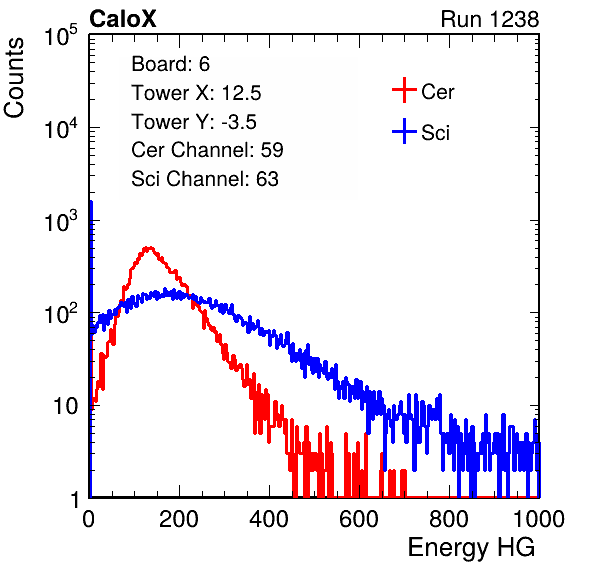 CaloX Run 1238
Counts
10^5
10^4
10^3
10^2
10
1
Board: 6
Tower X: 12.5
Tower Y: -3.5
Cer Channel: 59
Sci Channel: 63
Cer
Sci
0 200 400 600 800 1000
Energy HG